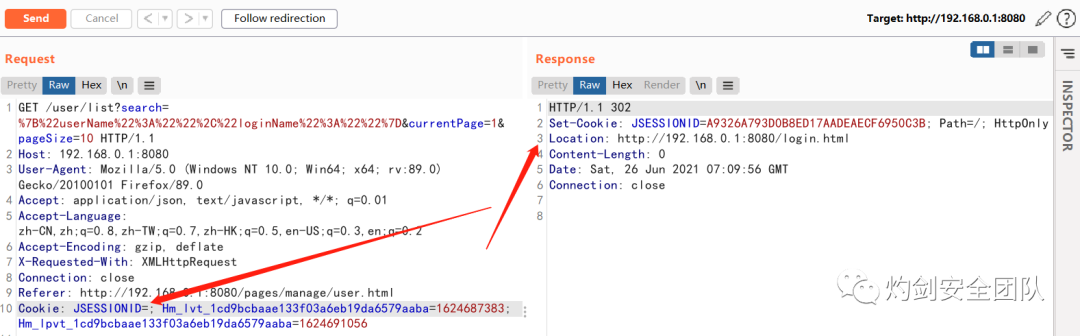 Send
Cancel
<
>
Follow redirection
Target: http://192.168.0.1:8080
Request
Response
Pretty Raw Hex \n
Pretty Raw Hex Render \n
INSPECTOR
1 GET /user/list?search=
%7B%22userName%22%3A%22%22%2C%22loginName%22%3A%22%22%7D&currentPage=1&
pageSize=10 HTTP/1.1
2 Host: 192.168.0.1:8080
3 User-Agent: Mozilla/5.0 (Windows NT 10.0; Win64; x64; rv:89.0)
Gecko/20100101 Firefox/89.0
4 Accept: application/json, text/javascript, */*; q=0.01
5 Accept-Language:
zh-CN,zh;q=0.8,zh-TW;q=0.7,zh-HK;q=0.5,en-US;q=0.3,en;q=0.2
6 Accept-Encoding: gzip, deflate
7 X-Requested-With: XMLHttpRequest
8 Connection: close
9 Referer: http://192.168.0.1:8080/pages/manage/user.html
10 Cookie: JSESSIONID=; Hm_lvt_1cd9bcbaae133f03a6eb19da6579aaba=1624687383;
Hm_lpvt_1cd9bcbaae133f03a6eb19da6579aaba=1624691056
1 HTTP/1.1 302
2 Set-Cookie: JSESSIONID=A9326A793D0B8ED17AADEAECF6950C3B; Path=/; HttpOnly
3 Location: http://192.168.0.1:8080/login.html
4 Content-Length: 0
5 Date: Sat, 26 Jun 2021 07:09:56 GMT
6 Connection: close
7
8
灼剑安全团队